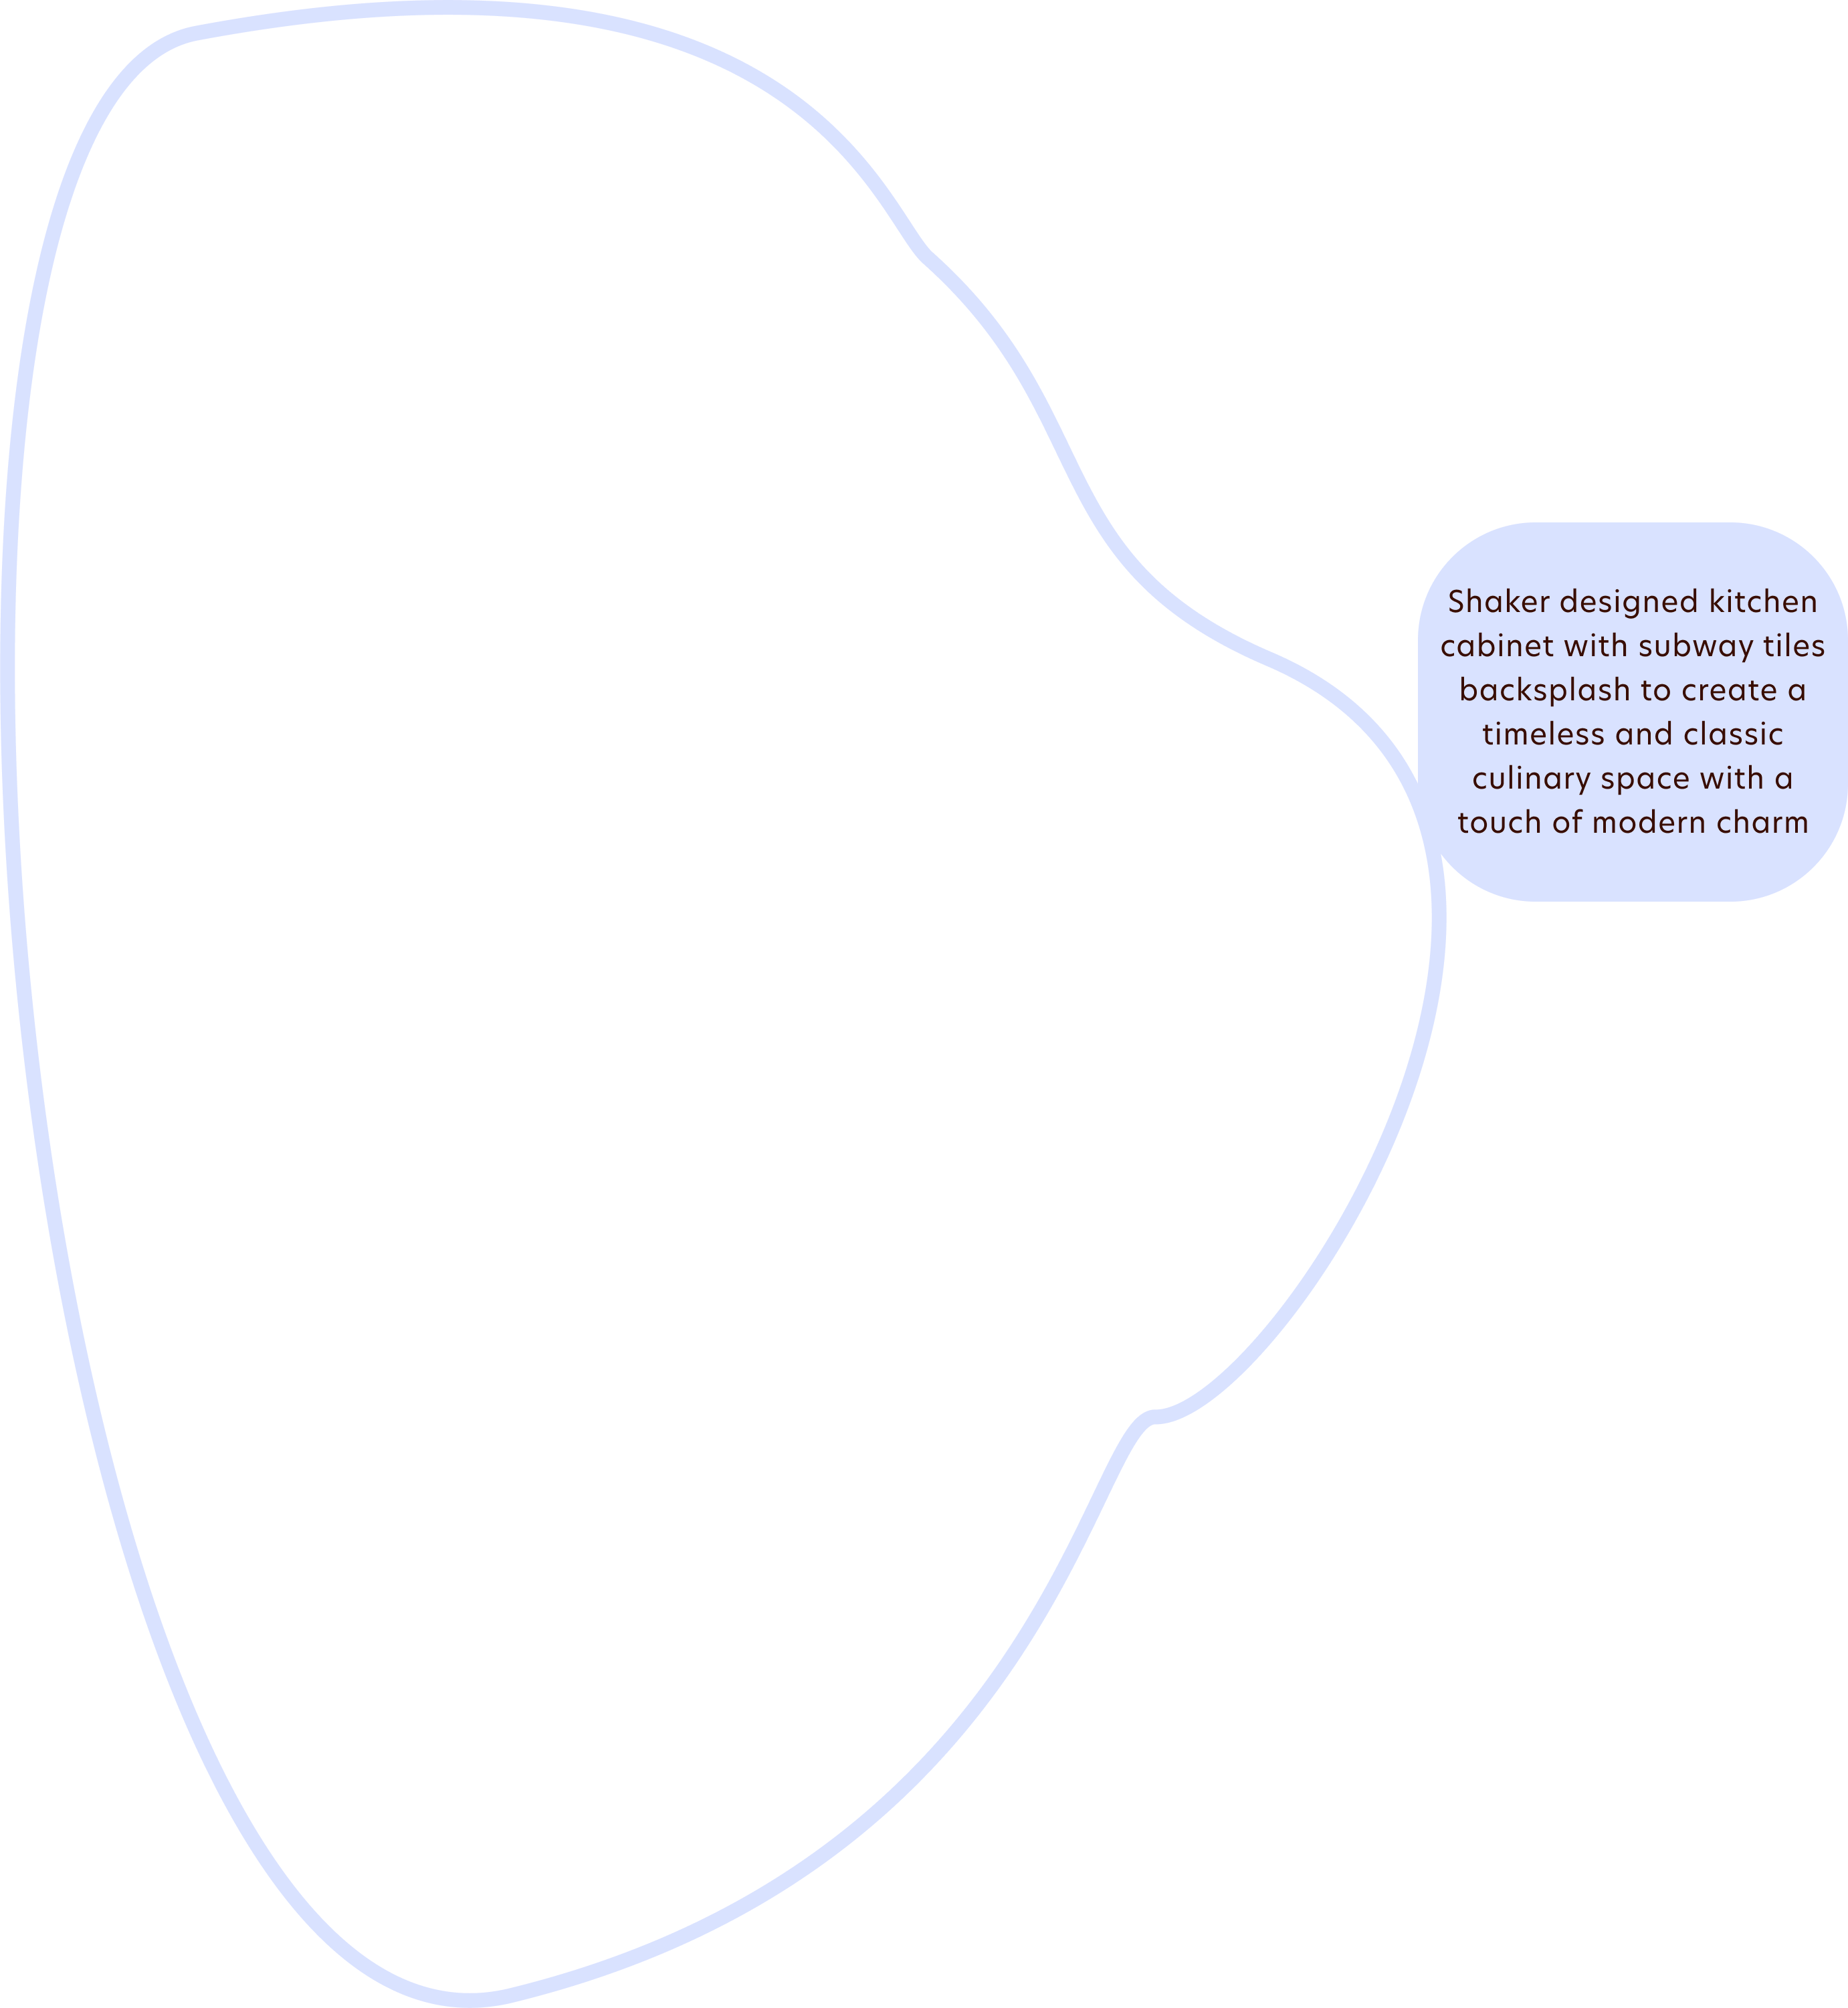 Shaker designed kitchen
cabinet with subway tiles
backsplash to create a
timeless and classic
culinary space with a
touch of modern charm